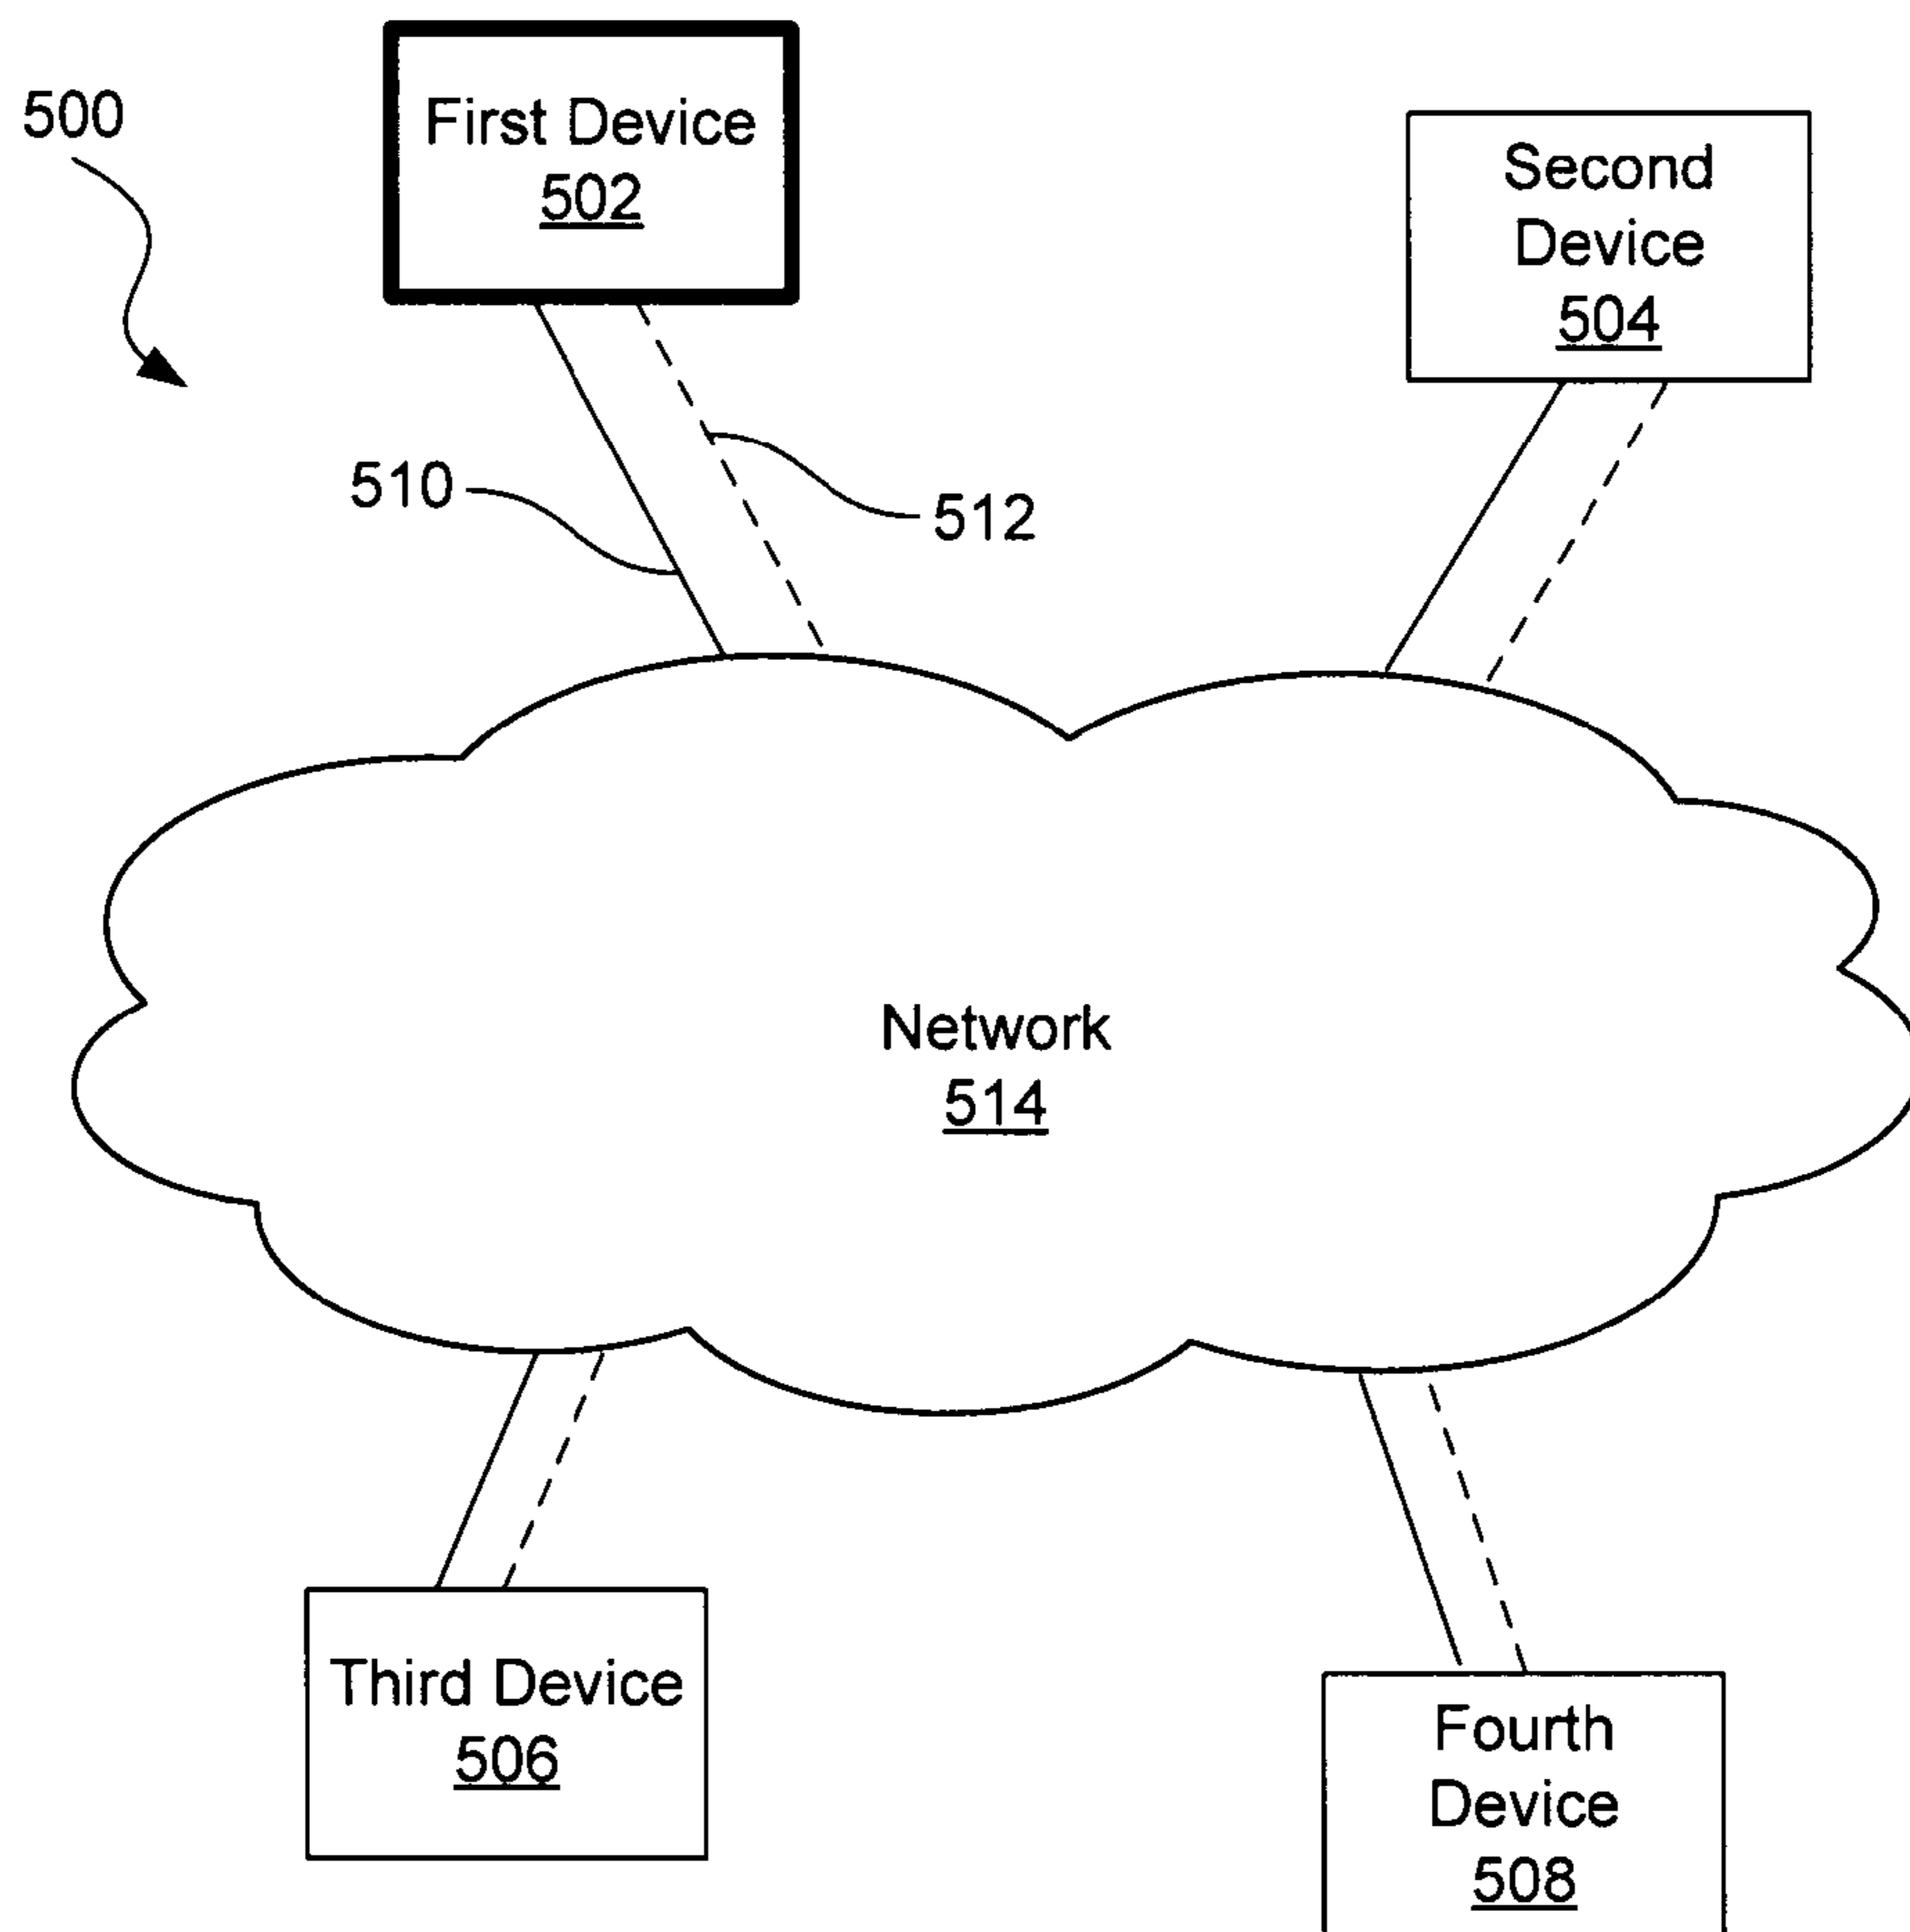 500
First Device
502
Second
Device
504
510
512
Network
514
Third Device
506
Fourth
Device
508